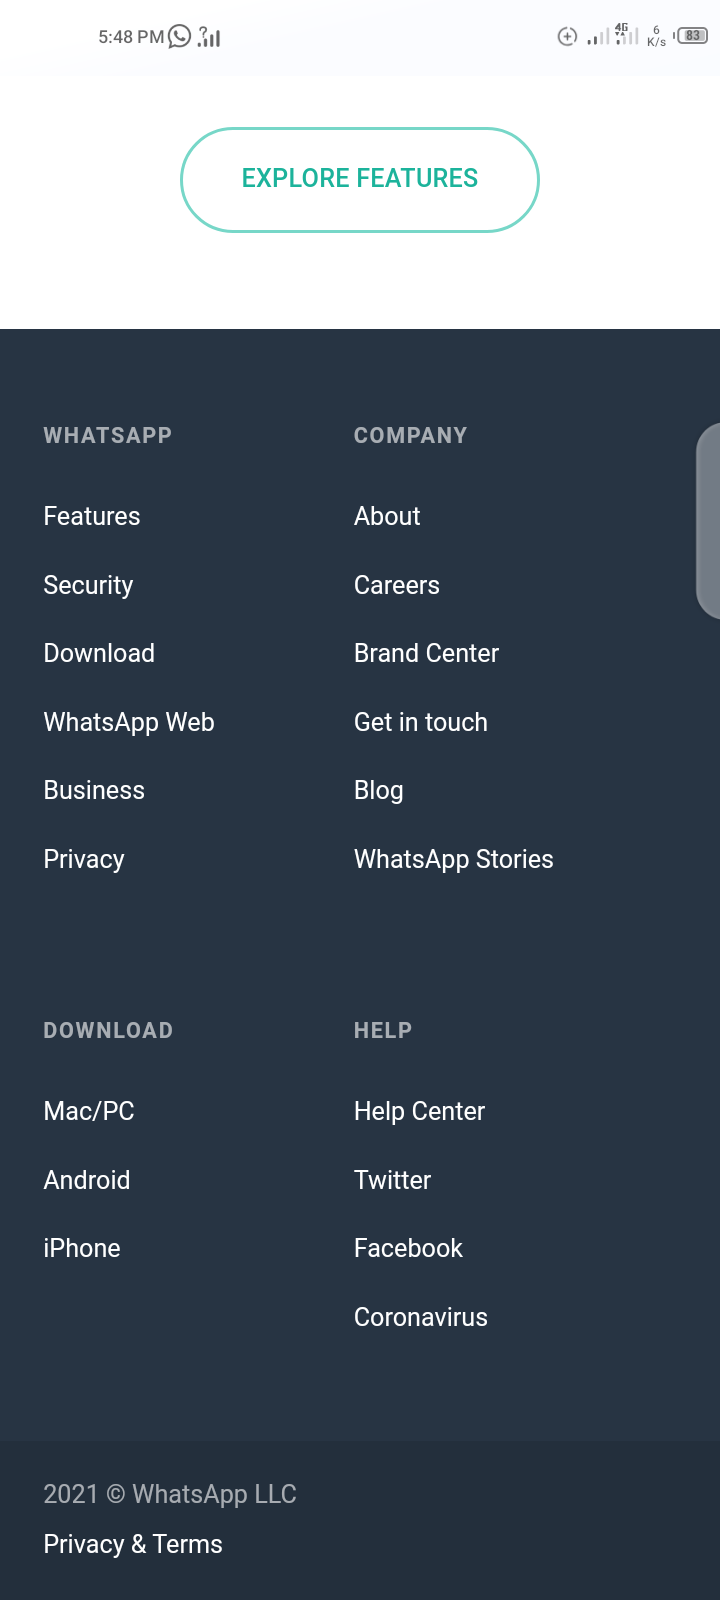 5:48 PM ? 4G 6 K/s 83
EXPLORE FEATURES
WHATSAPP
Features
Security
Download
WhatsApp Web
Business
Privacy
COMPANY
About
Careers
Brand Center
Get in touch
Blog
WhatsApp Stories
DOWNLOAD
Mac/PC
Android
iPhone
HELP
Help Center
Twitter
Facebook
Coronavirus
2021 © WhatsApp LLC
Privacy & Terms